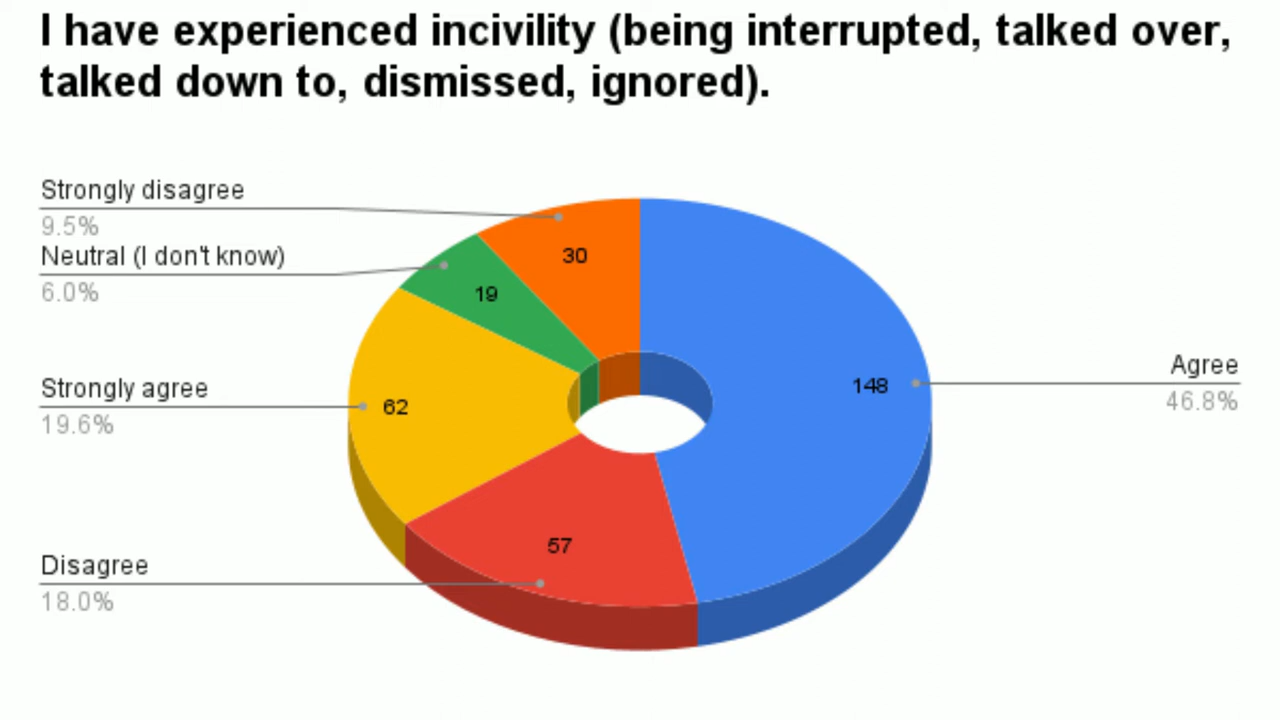 I have experienced incivility (being interrupted, talked over,
talked down to, dismissed, ignored).
Strongly disagree
9.5%
Neutral (I don't know)
6.0%
Strongly agree
19.6%
Disagree
18.0%
30
19
62
57
148
Agree
46.8%